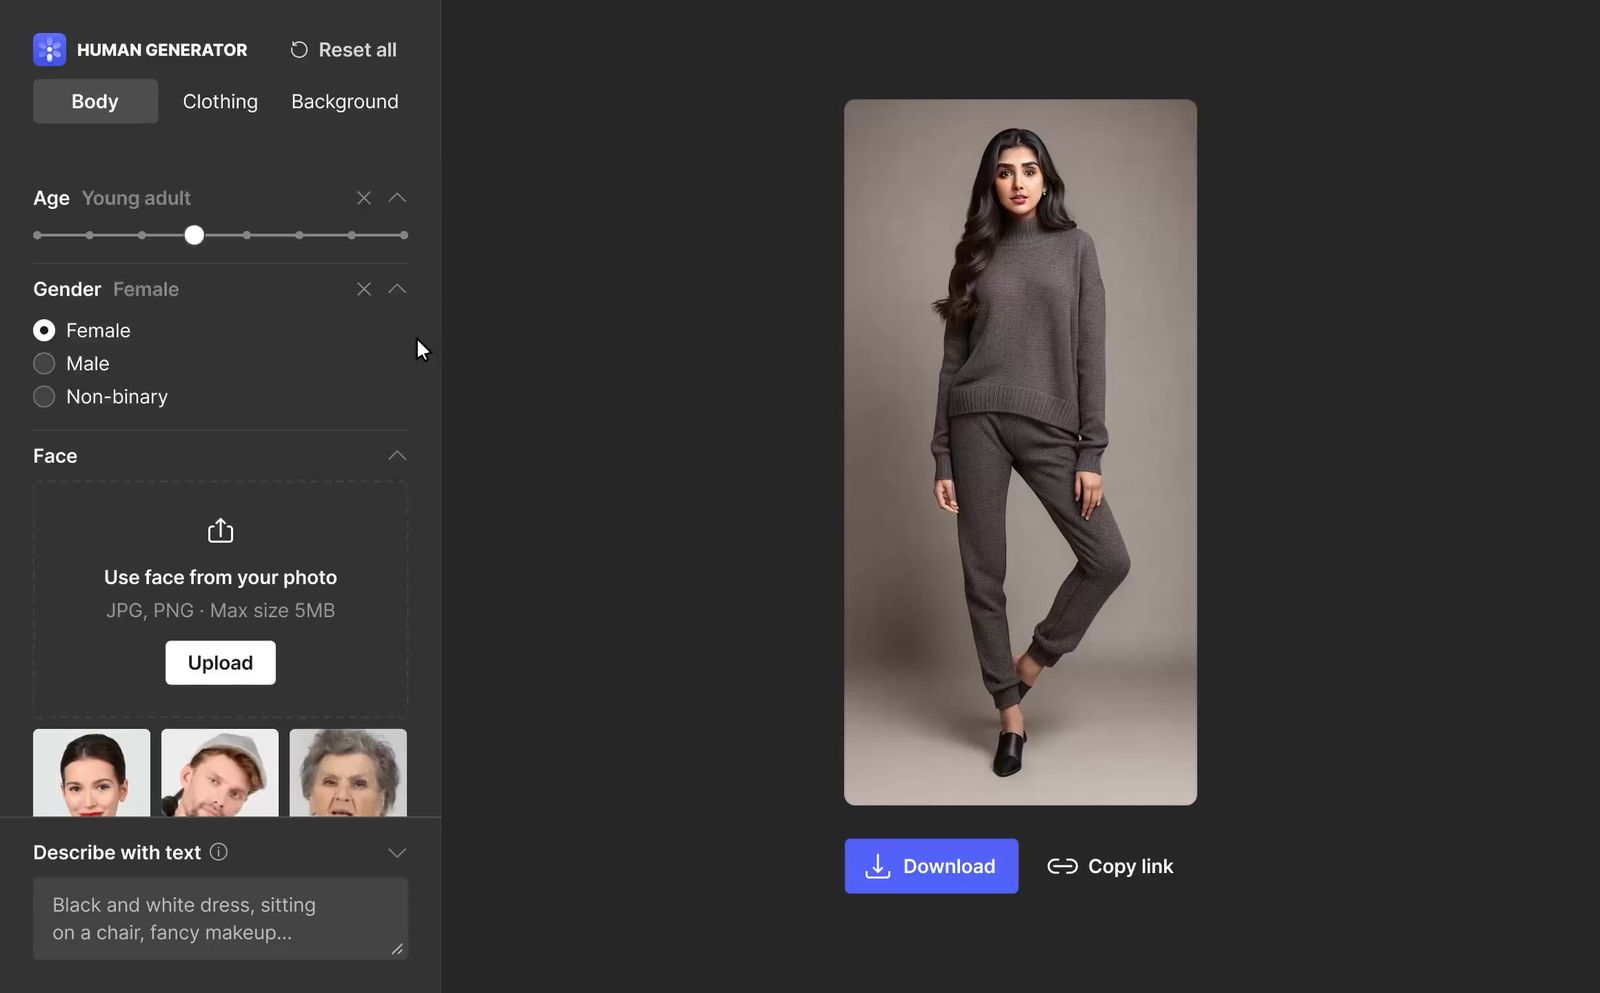 HUMAN GENERATOR
Reset all
Body
Clothing
Background
Age Young adult
Gender Female
Female
Male
Non-binary
Face
Use face from your photo
JPG, PNG · Max size 5MB
Upload
Describe with text
Black and white dress, sitting
on a chair, fancy makeup...
Download
Copy link